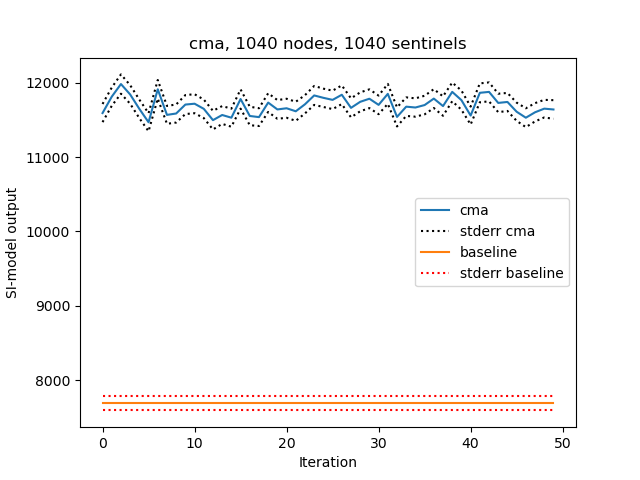 cma, 1040 nodes, 1040 sentinels
12000
11000
10000
9000
8000
SI-model output
cma
stderr cma
baseline
stderr baseline
0
10
20
30
40
50
Iteration